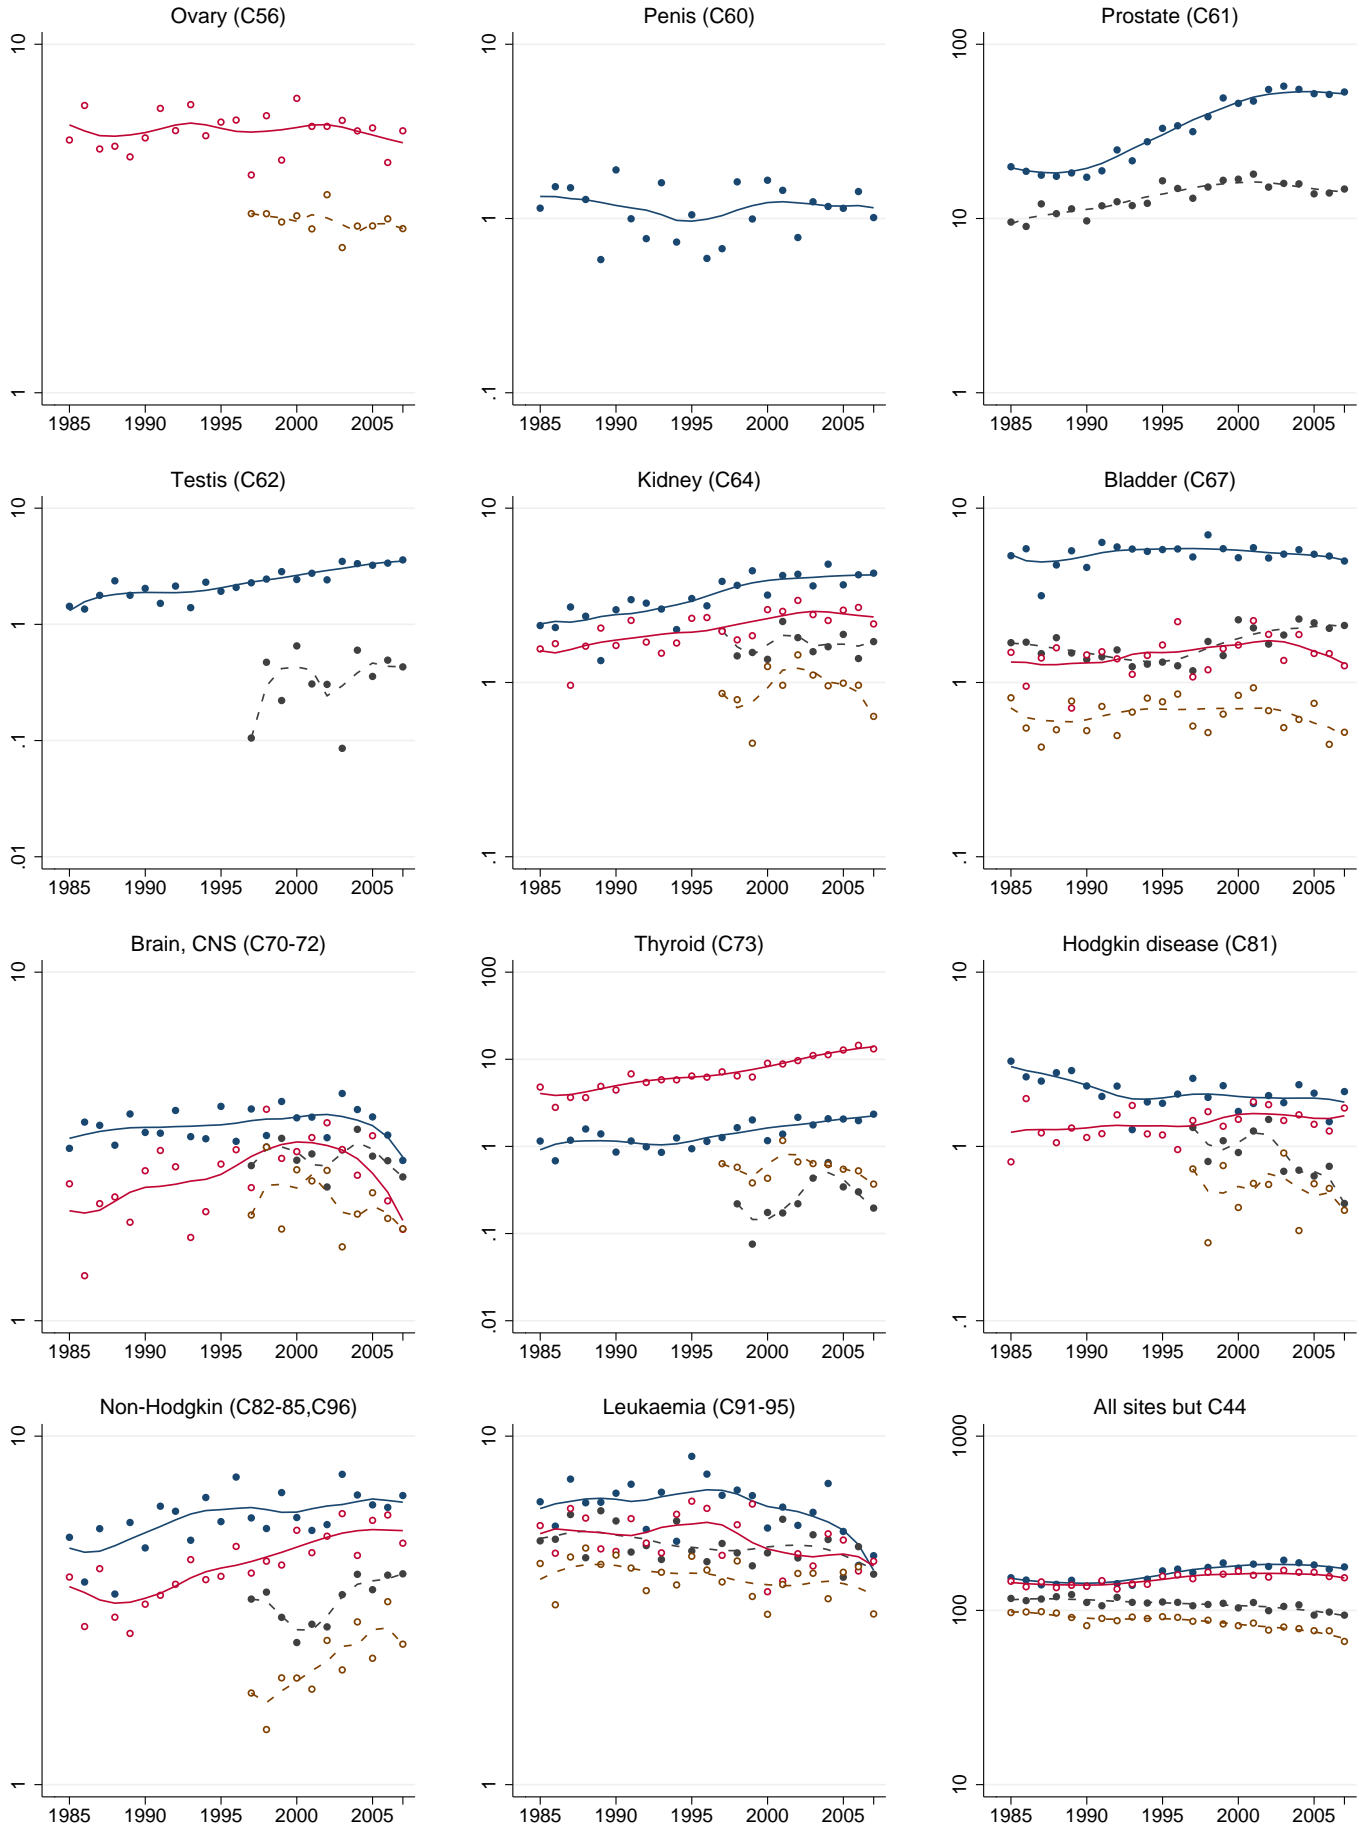 Ovary (C56)
10
1
1985 1990 1995 2000 2005
Penis (C60)
10
1
.1
1985 1990 1995 2000 2005
Prostate (C61)
100
10
1
1985 1990 1995 2000 2005
Testis (C62)
10
1
.1
.01
1985 1990 1995 2000 2005
Kidney (C64)
10
1
.1
1985 1990 1995 2000 2005
Bladder (C67)
10
1
.1
1985 1990 1995 2000 2005
Brain, CNS (C70-72)
10
1
1985 1990 1995 2000 2005
Thyroid (C73)
100
10
1
.1
.01
1985 1990 1995 2000 2005
Hodgkin disease (C81)
10
1
.1
1985 1990 1995 2000 2005
Non-Hodgkin (C82-85,C96)
10
1
1985 1990 1995 2000 2005
Leukaemia (C91-95)
10
1
1985 1990 1995 2000 2005
All sites but C44
1000
100
10
1985 1990 1995 2000 2005